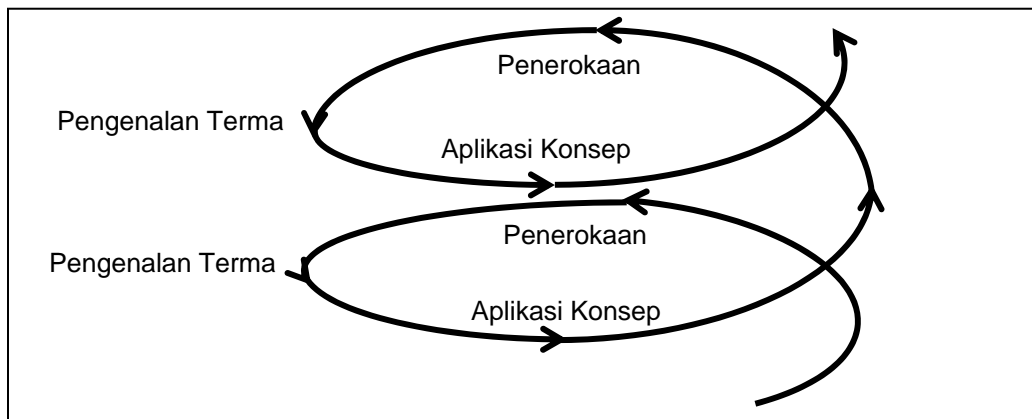 Penerokaan
Pengenalan Terma
Aplikasi Konsep
Penerokaan
Pengenalan Terma
Aplikasi Konsep